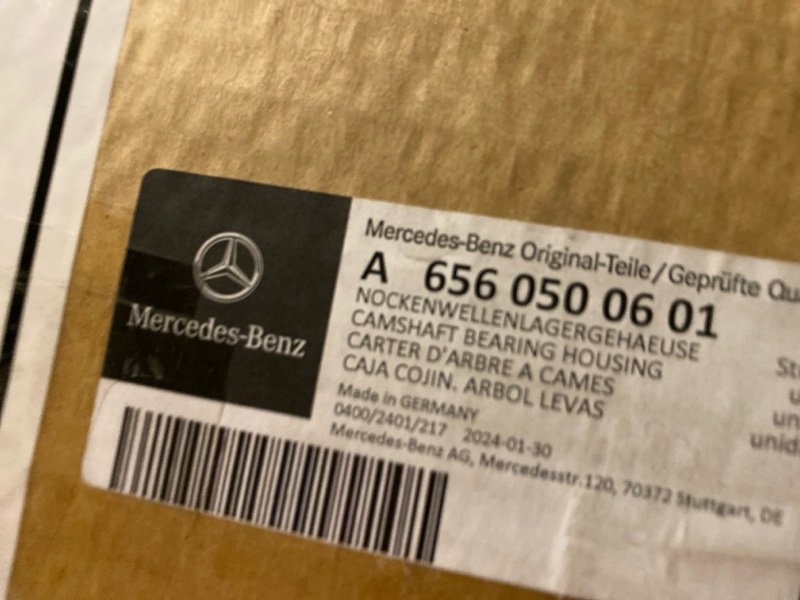 Mercedes-Benz
Mercedes-Benz Original-Teile/Geprüfte
A 656 050 06 01
NOCKENWELLENLAGERGEHAEUSE
CAMSHAFT BEARING HOUSING
CARTER D'ARBRE A CAMES
CAJA COJIN. ARBOL LEVAS
Made in GERMANY
0400/2401/217 2024-01-30
Mercedes-Benz AG, Mercedesstr.120, 70372 Stuttgart, DE